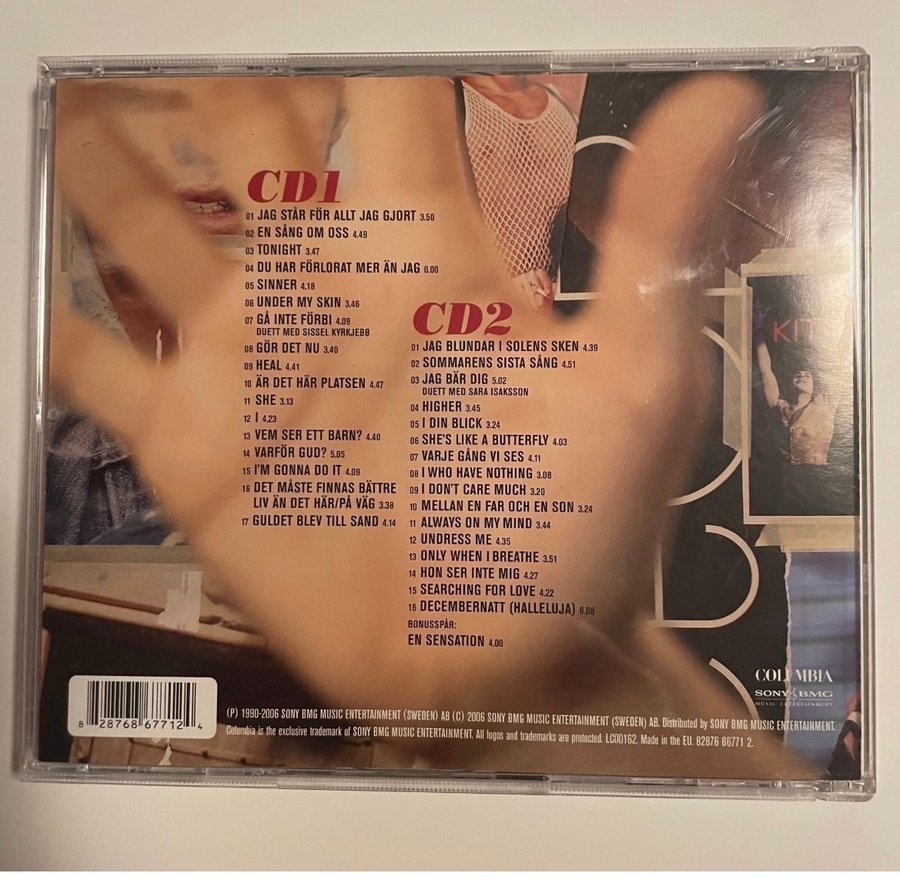 CD1
01 JAG STÅR FÖR ALLT JAG GJORT 3.50
02 EN SÅNG OM OSS 4.49
03 TONIGHT 3.47
04 DU HAR FÖRLORAT MER ÄN JAG 0.00
05 SINNER 4.18
06 UNDER MY SKIN 3.46
07 GÅ INTE FÖRBI 4.09
DUETT MED SISSEL KYRKJEBØ
08 GÖR DET NU 3.40
09 HEAL 4.41
10 ÄR DET HÄR PLATSEN 4.47
11 SHE 3.13
12 I 4.23
13 VEM SER ETT BARN? 4.40
14 VARFÖR GUD? 5.05
15 I'M GONNA DO IT 4.09
16 DET MÅSTE FINNAS BÄTTRE
LIV ÄN DET HÄR/PÅ VÄG 3.38
17 GULDET BLEV TILL SAND 4.14
CD2
01 JAG BLUNDAR I SOLENS SKEN 4.39
02 SOMMARENS SISTA SÅNG 4.51
03 JAG BÄR DIG 5.02
DUETT MED SARA ISAKSSON
04 HIGHER 3.45
05 I DIN BLICK 3.24
06 SHE'S LIKE A BUTTERFLY 4.03
07 VARJE GÅNG VI SES 4.11
08 I WHO HAVE NOTHING 3.08
09 I DON'T CARE MUCH 3.20
10 MELLAN EN FAR OCH EN SON 3.24
11 ALWAYS ON MY MIND 3.44
12 UNDRESS ME 4.35
13 ONLY WHEN I BREATHE 3.51
14 HON SER INTE MIG 4.27
15 SEARCHING FOR LOVE 4.22
16 DECEMBERNATT (HALLELUJA) 6.06
BONUSSPÅR:
EN SENSATION 4.00
KIT
COLUMBIA
SONY BMG
MUSIC ENTERTAINMENT
8 28768 67712 4
(P) 1990-2006 SONY BMG MUSIC ENTERTAINMENT (SWEDEN) AB (C) 2006 SONY BMG MUSIC ENTERTAINMENT (SWEDEN) AB. Distributed by SONY BMG MUSIC ENTERTAINMENT.
Columbia is the exclusive trademark of SONY BMG MUSIC ENTERTAINMENT. All logos and trademarks are protected. LC00162. Made in the EU. 82876 86771 2.